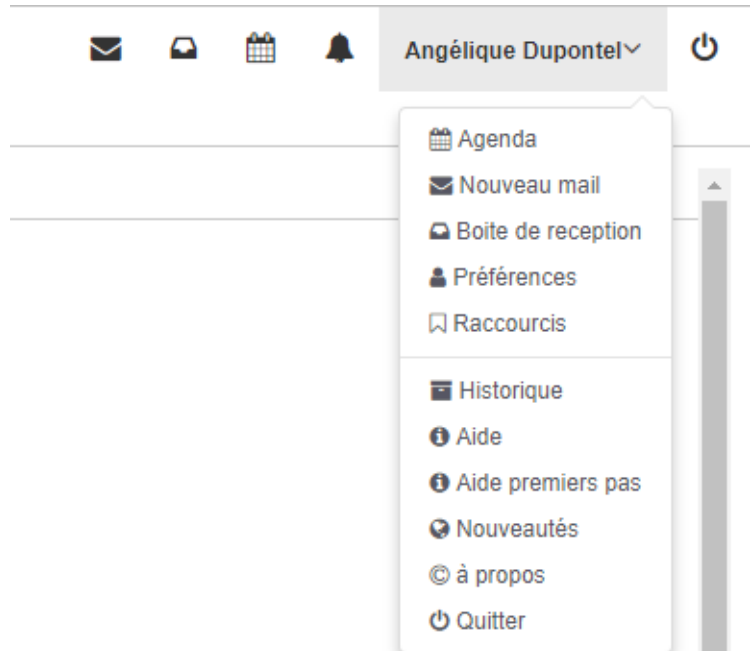 Angélique Dupontel
Agenda
Nouveau mail
Boite de reception
Préférences
Raccourcis
Historique
Aide
Aide premiers pas
Nouveautés
© à propos
Quitter